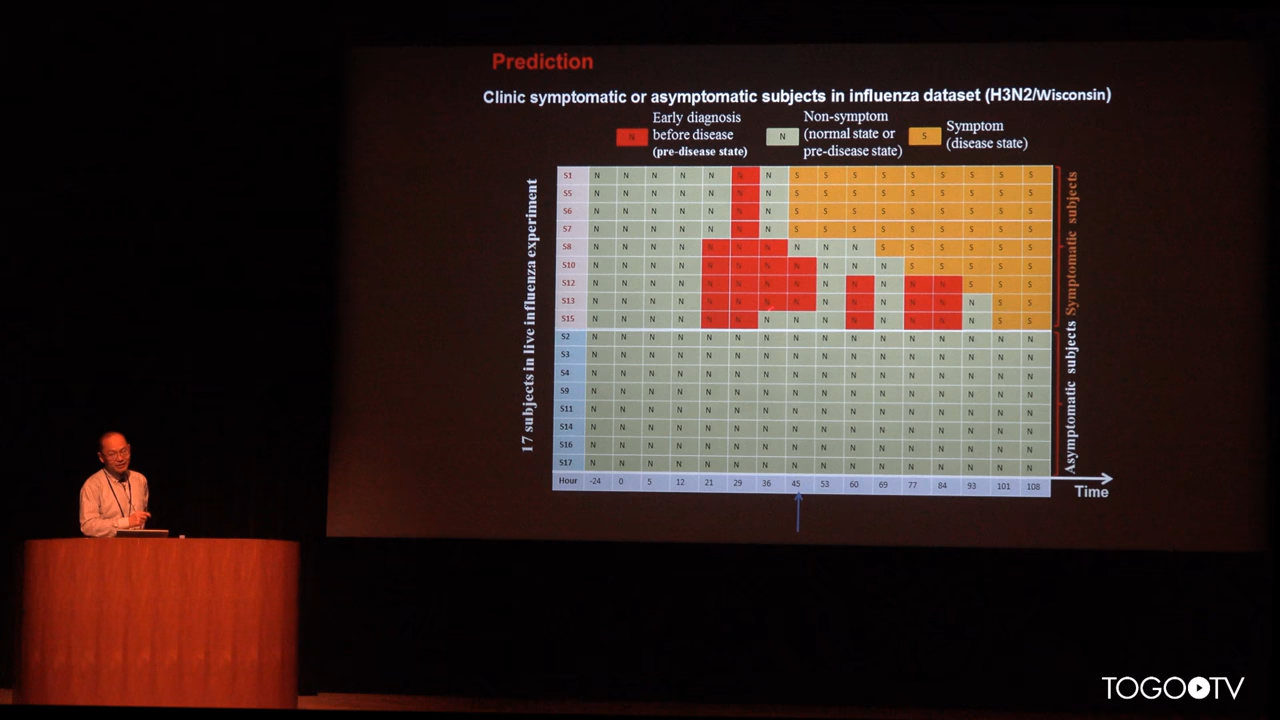 Prediction
Clinic symptomatic or asymptomatic subjects in influenza dataset (H3N2/Wisconsin)
N Early diagnosis before disease (pre-disease state)
N Non-symptom (normal state or pre-disease state)
S Symptom (disease state)
17 subjects in live influenza experiment
S1 N N N N N N N S S S S S S S S S
S5 N N N N N N N S S S S S S S S S
S6 N N N N N N N S S S S S S S S S
S7 N N N N N N N S S S S S S S S S
S8 N N N N N N N N N N S S S S S S
S10 N N N N N N N N N N N S S S S S
S12 N N N N N N N N N N N N N S S S
S13 N N N N N N N N N N N N N N S S
S15 N N N N N N N N N N N N N N S S
S2 N N N N N N N N N N N N N N N N
S3 N N N N N N N N N N N N N N N N
S4 N N N N N N N N N N N N N N N N
S9 N N N N N N N N N N N N N N N N
S11 N N N N N N N N N N N N N N N N
S14 N N N N N N N N N N N N N N N N
S16 N N N N N N N N N N N N N N N N
S17 N N N N N N N N N N N N N N N N
Hour -24 0 5 12 21 29 36 45 53 60 69 77 84 93 101 108
Symptomatic subjects
Asymptomatic subjects
Time
TOGO TV